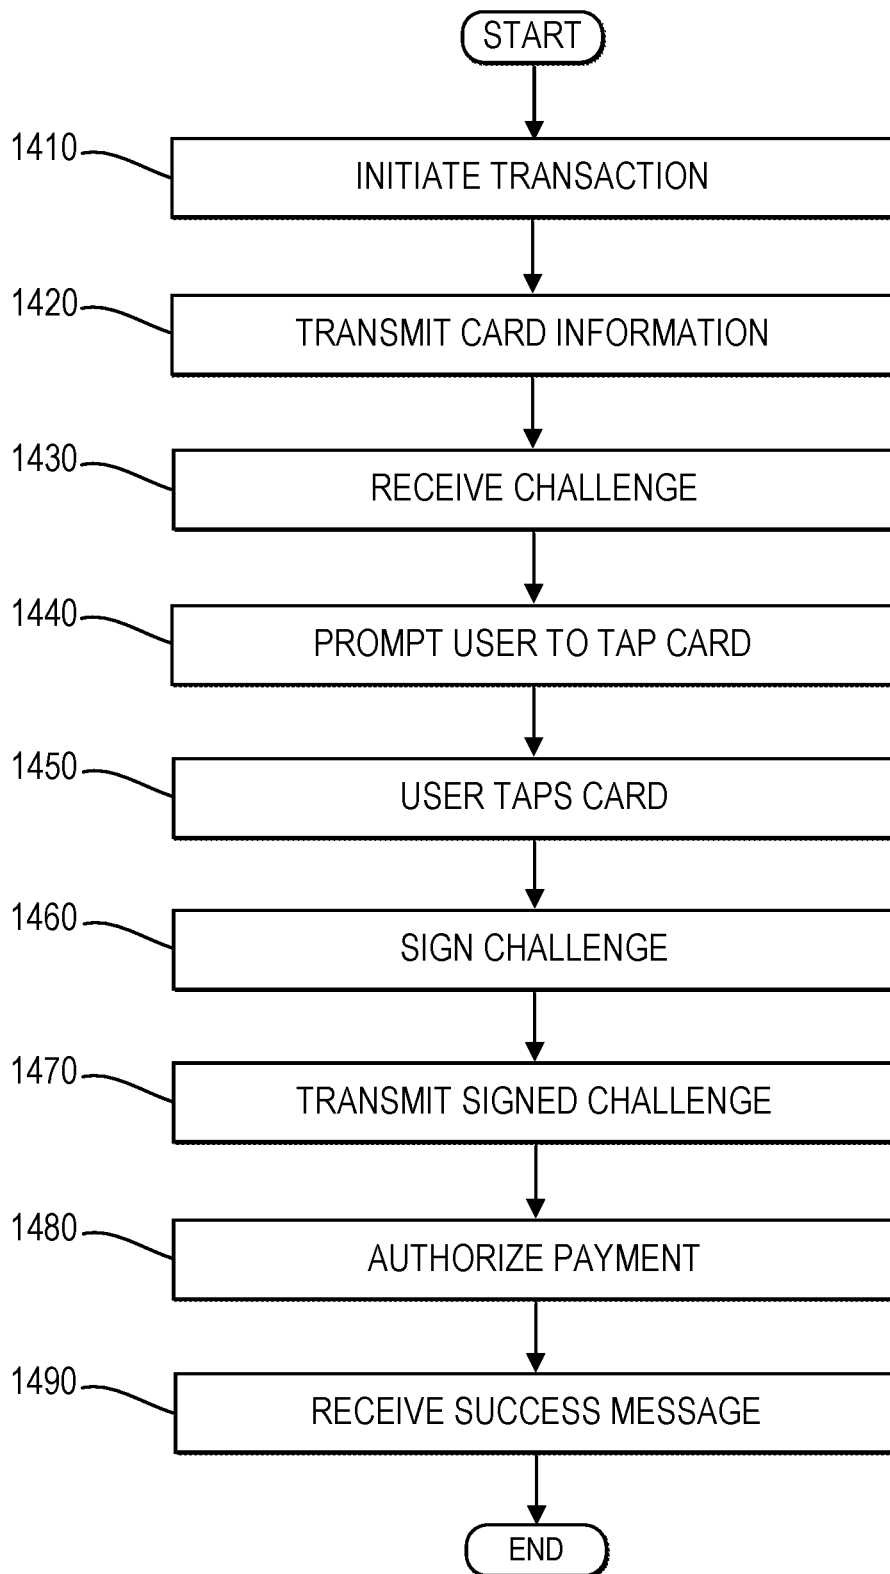 START
1410
INITIATE TRANSACTION
1420
TRANSMIT CARD INFORMATION
1430
RECEIVE CHALLENGE
1440
PROMPT USER TO TAP CARD
1450
USER TAPS CARD
1460
SIGN CHALLENGE
1470
TRANSMIT SIGNED CHALLENGE
1480
AUTHORIZE PAYMENT
1490
RECEIVE SUCCESS MESSAGE
END